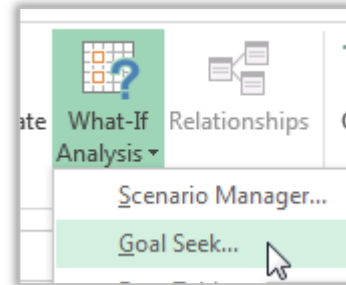 ate What-If Relationships
Analysis
Scenario Manager...
Goal Seek...